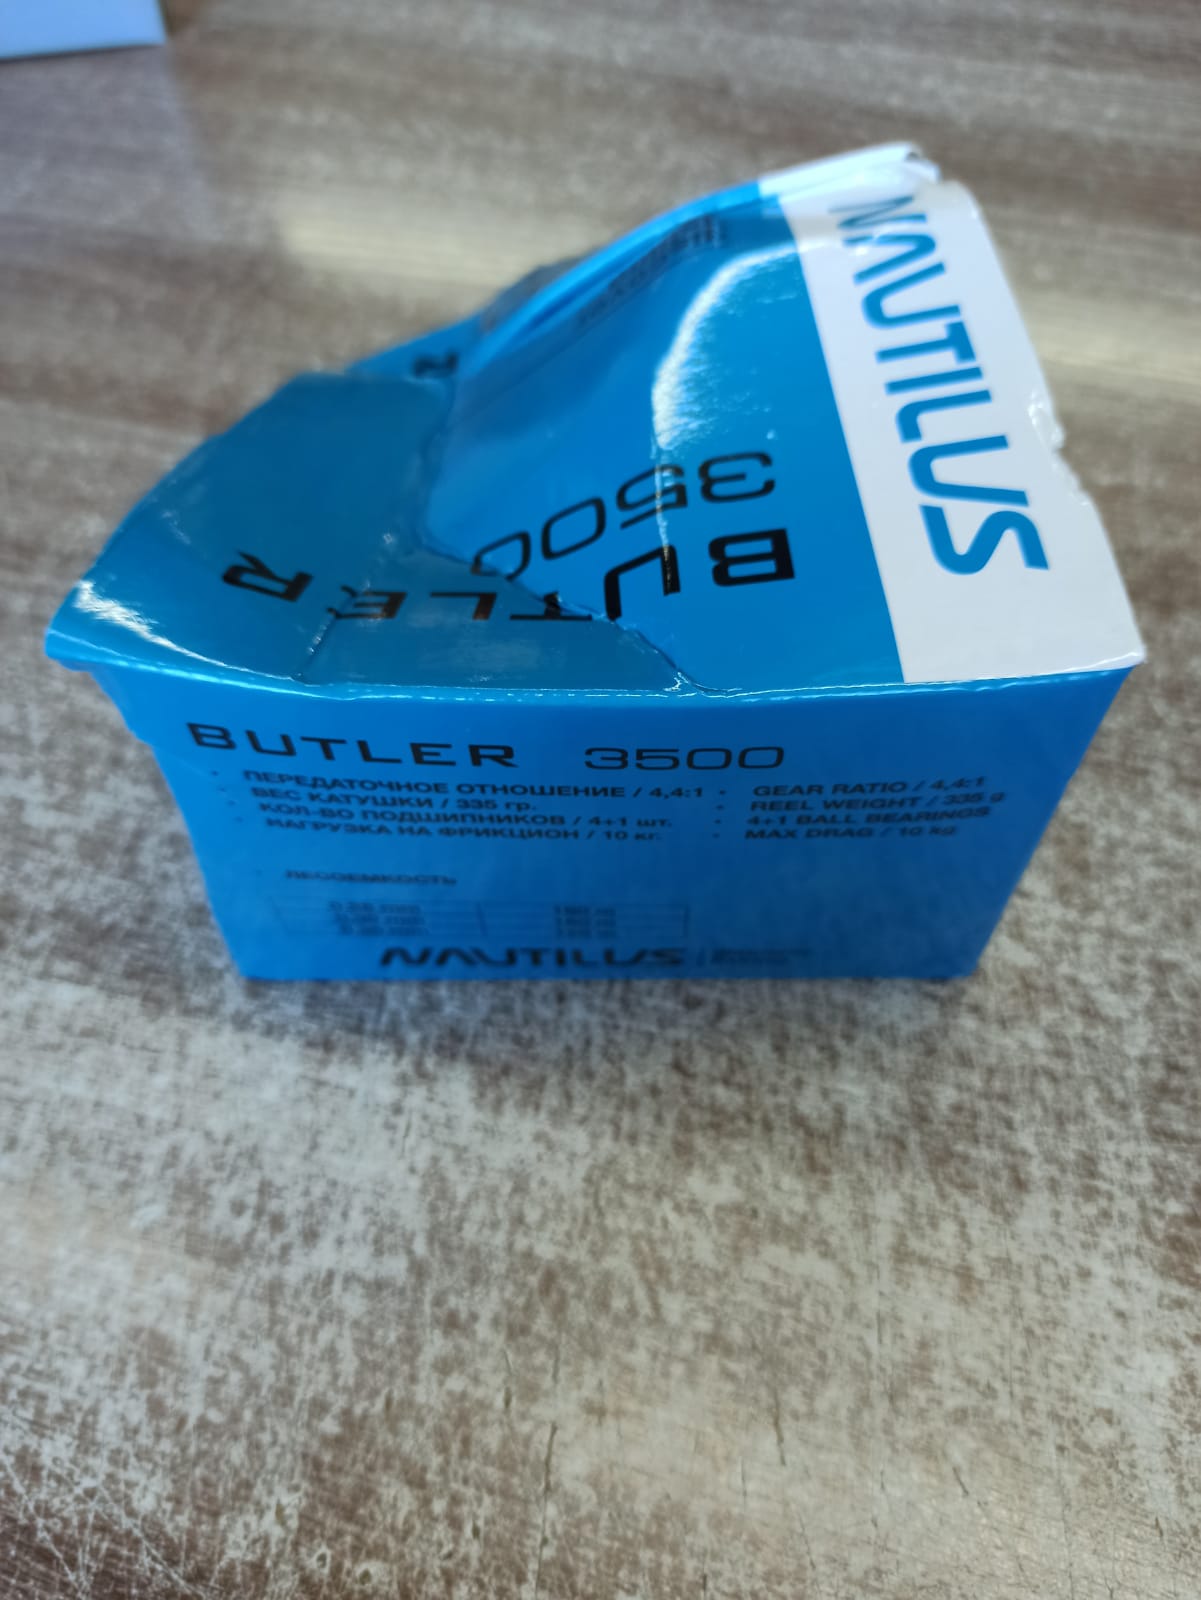 NAUTILUS
BUTLER
3500
R
BUTLER 3500
• ПЕРЕДАТОЧНОЕ ОТНОШЕНИЕ / 4,4:1
• ВЕС КАТУШКИ / 335 гр.
• КОЛ-ВО ПОДШИПНИКОВ / 4+1 шт.
• НАГРУЗКА НА ФРИКЦИОН / 10 кг.
• GEAR RATIO / 4,4:1
• REEL WEIGHT / 335 g
• 4+1 BALL BEARINGS
• MAX DRAG / 10 kg
• ЛЕСОЕМКОСТЬ
NAUTILUS